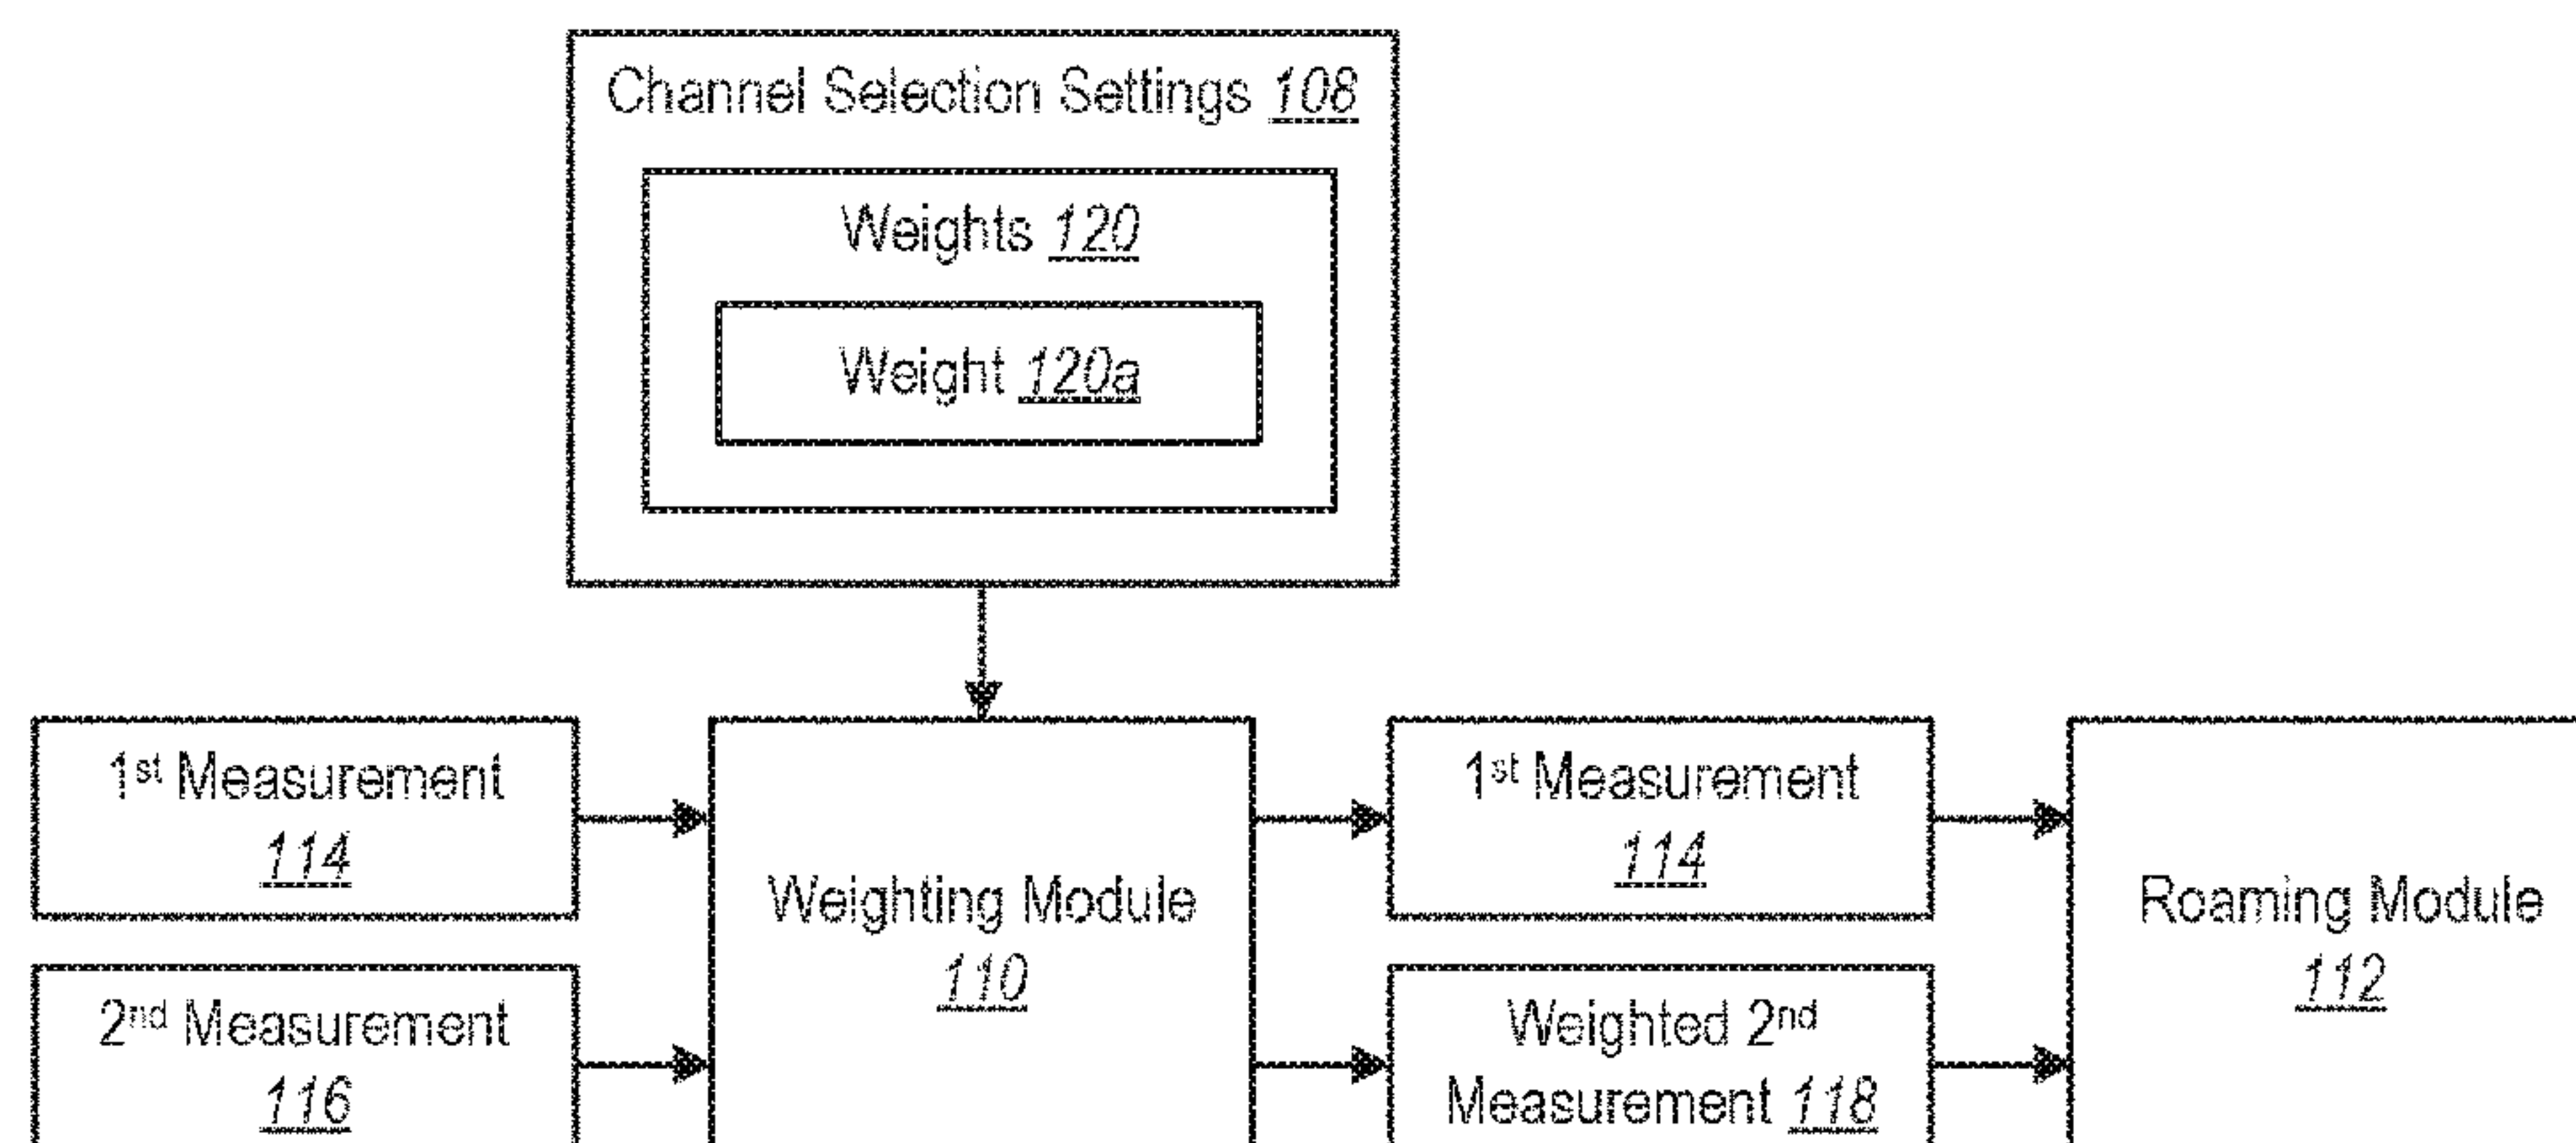 Channel Selection Settings 108
Weights 120
Weight 120a
1st Measurement
114
2nd Measurement
116
Weighting Module
110
1st Measurement
114
Weighted 2nd
Measurement 118
Roaming Module
112